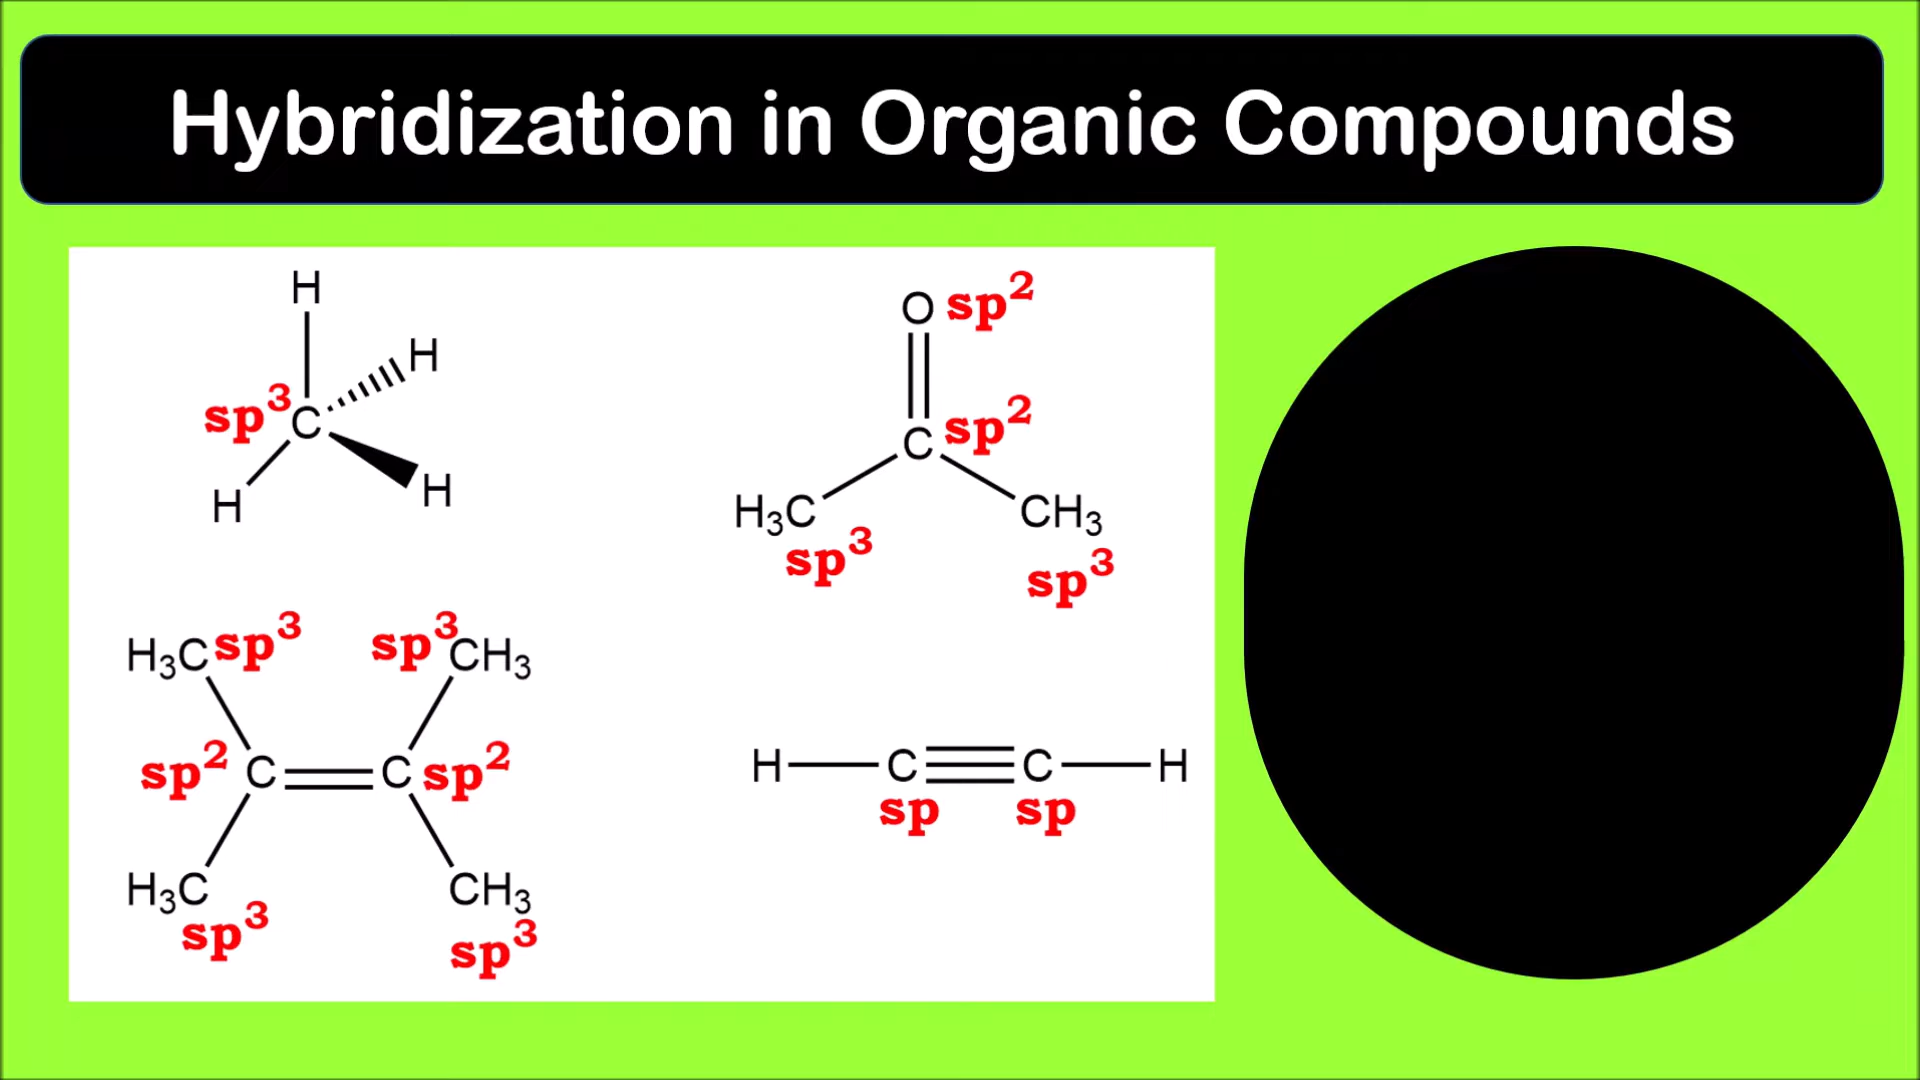 Hybridization in Organic Compounds
H
H
sp³ C
H
H
O sp²
C sp²
H₃C
CH₃
sp³
sp³
H₃C sp³
sp³ CH₃
sp² C C sp²
H₃C
CH₃
sp³
sp³
H C C H
sp sp